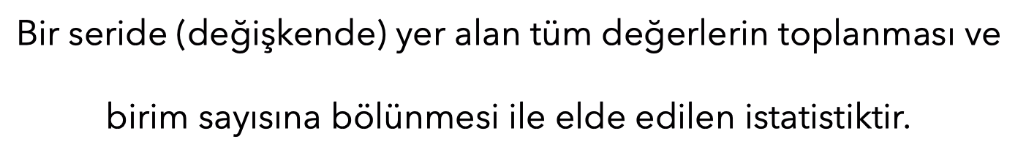 Bir seride (değişkende) yer alan tüm değerlerin toplanması ve
birim sayısına bölünmesi ile elde edilen istatistiktir.